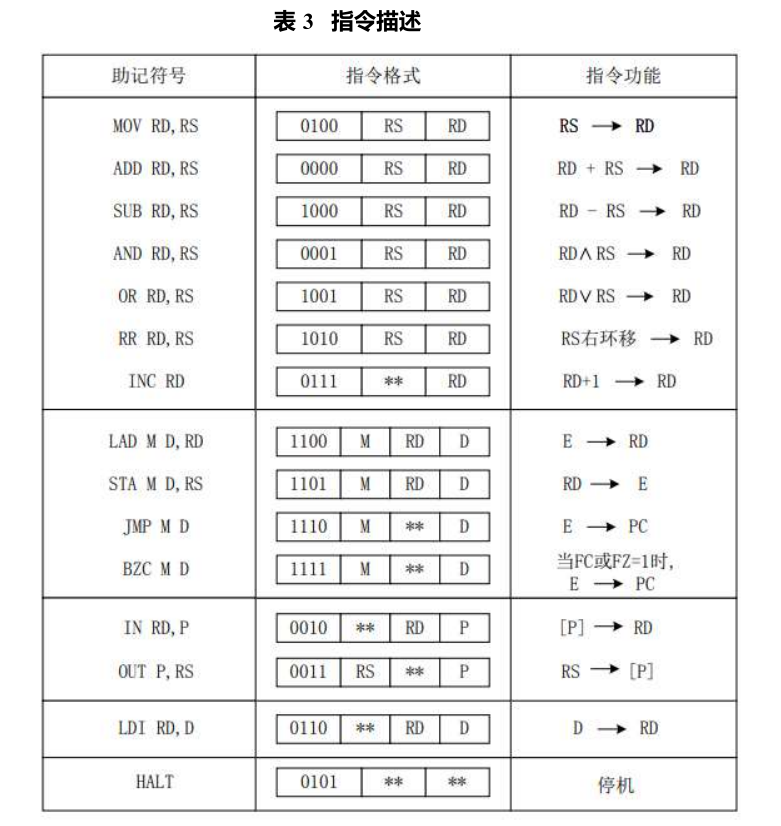 表 3 指令描述
助记符号 指令格式 指令功能
MOV RD,RS 0100 RS RD RS → RD
ADD RD,RS 0000 RS RD RD + RS → RD
SUB RD,RS 1000 RS RD RD - RS → RD
AND RD,RS 0001 RS RD RD∧RS → RD
OR RD,RS 1001 RS RD RD∨RS → RD
RR RD,RS 1010 RS RD RS右环移 → RD
INC RD 0111 ** RD RD+1 → RD
LAD M D,RD 1100 M RD D E → RD
STA M D,RS 1101 M RD D RD → E
JMP M D 1110 M ** D E → PC
BZC M D 1111 M ** D 当FC或FZ=1时,
E → PC
IN RD,P 0010 ** RD P [P] → RD
OUT P,RS 0011 RS ** P RS → [P]
LDI RD,D 0110 ** RD D D → RD
HALT 0101 ** ** 停机